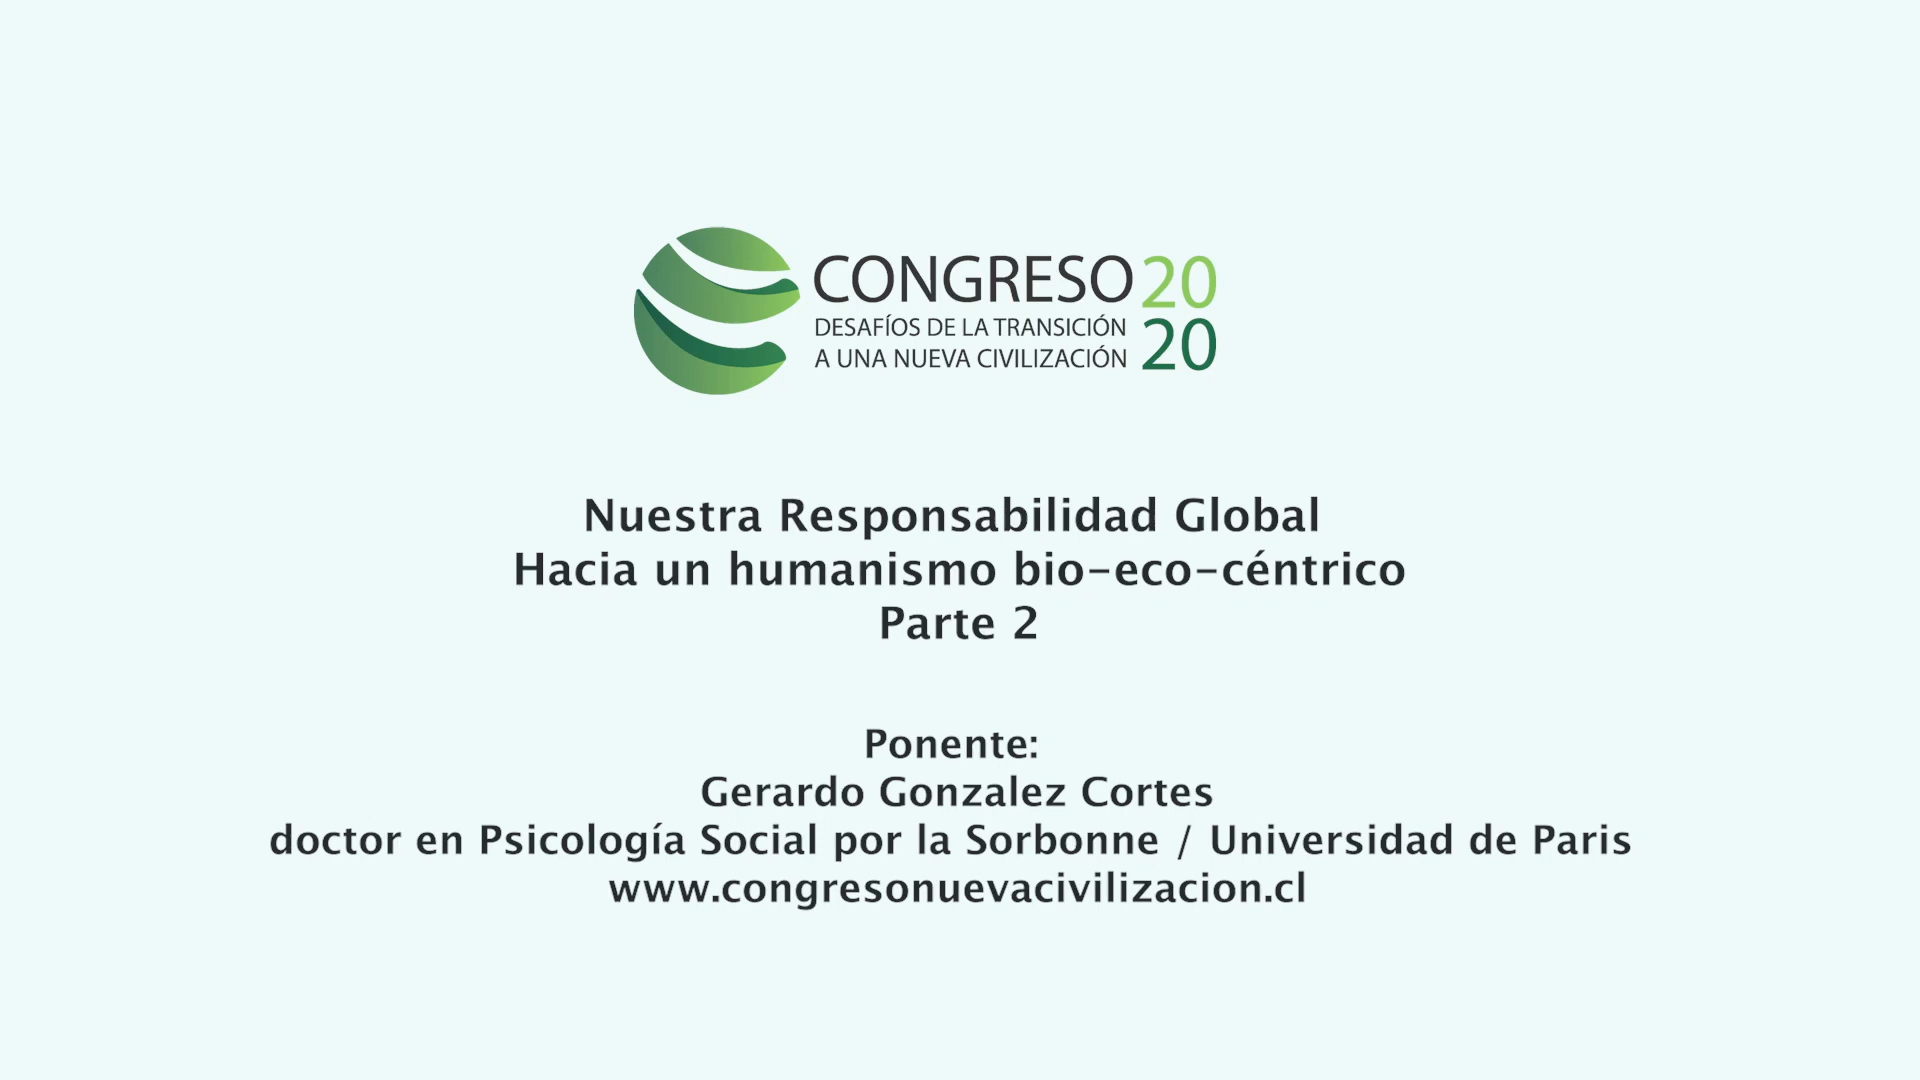 CONGRESO 20
DESAFÍOS DE LA TRANSICIÓN
A UNA NUEVA CIVILIZACIÓN 20
Nuestra Responsabilidad Global
Hacia un humanismo bio-eco-céntrico
Parte 2
Ponente:
Gerardo Gonzalez Cortes
doctor en Psicología Social por la Sorbonne / Universidad de Paris
www.congresonuevacivilizacion.cl